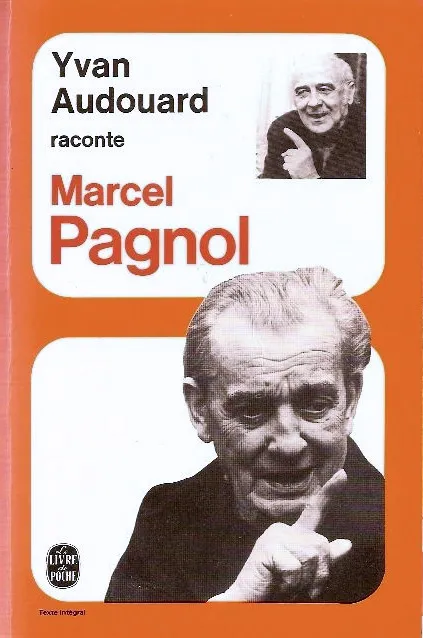 Yvan
Audouard
raconte
Marcel
Pagnol
Le
LIVRE
de
POCHE
Texte intégral